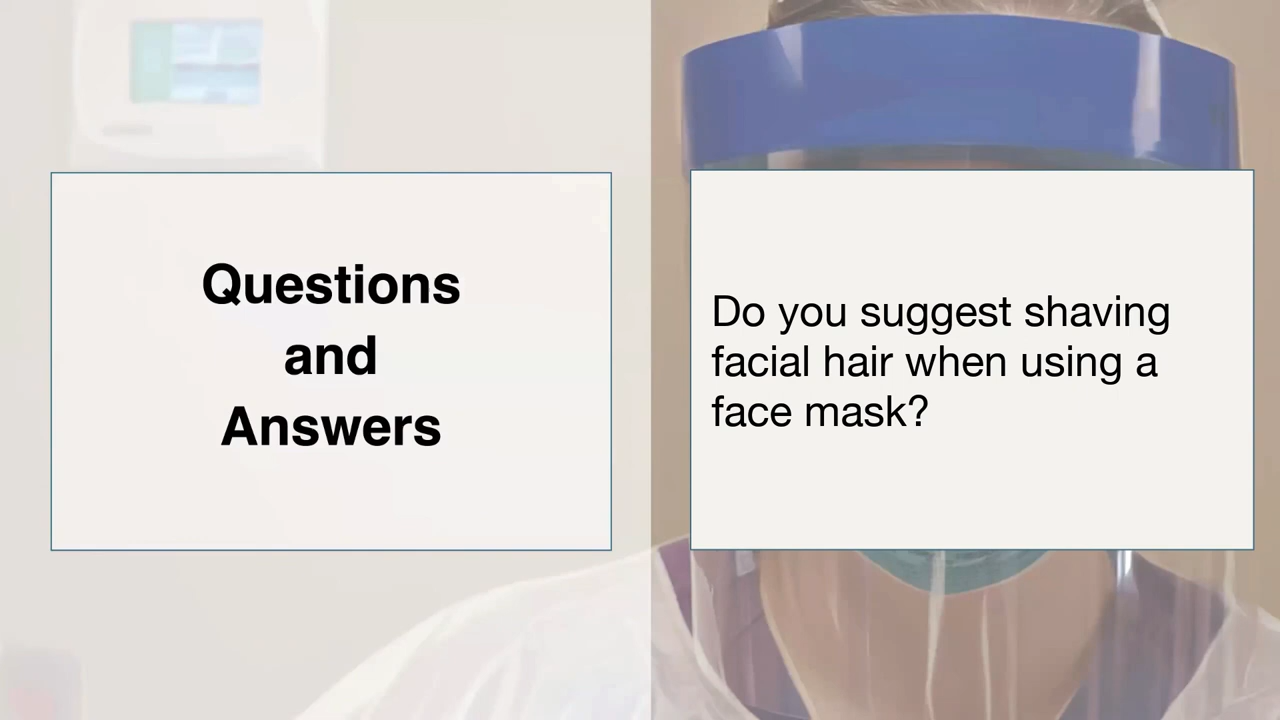 Questions
and
Answers
Do you suggest shaving
facial hair when using a
face mask?